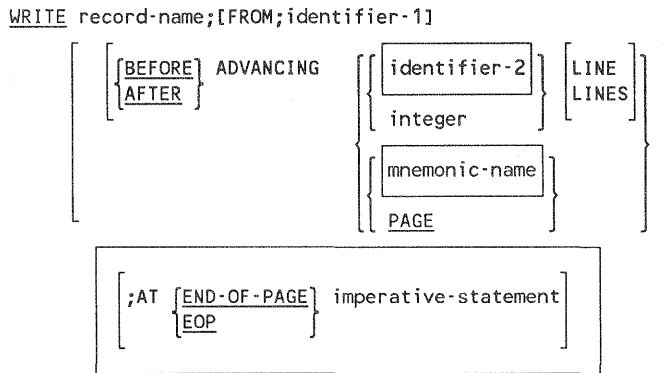 WRITE record-name;[FROM;identifier-1]
BEFORE ADVANCING identifier-2 LINE
AFTER LINES
integer
mnemonic-name
PAGE
;AT END-OF-PAGE imperative-statement
EOP